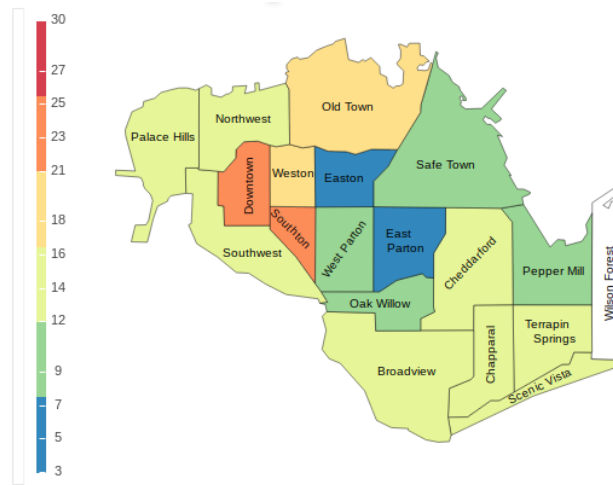 30
27
25
23
21
18
16
14
12
9
7
5
3
Old Town
Northwest
Palace Hills
Safe Town
Weston
Easton
Downtown
Southton
West Parton
East
Parton
Southwest
Cheddarford
Pepper Mill
Wilson Forest
Oak Willow
Terrapin
Springs
Chapparal
Broadview
Scenic Vista